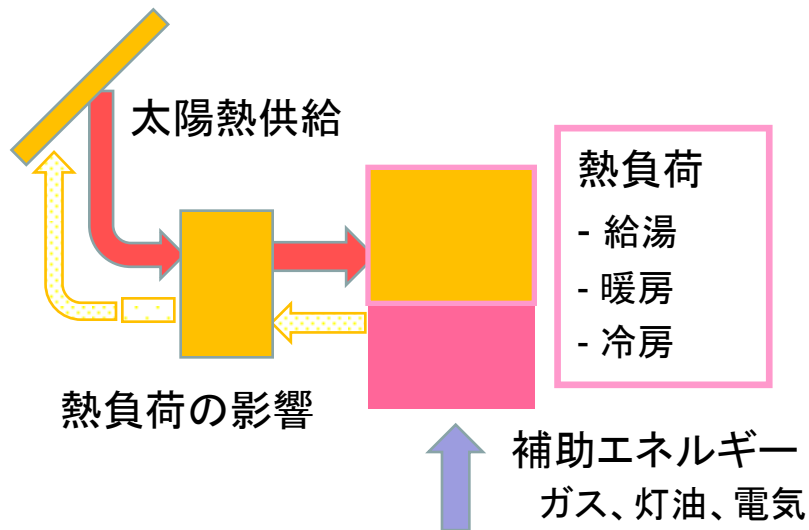 太陽熱供給
熱負荷
- 給湯
- 暖房
- 冷房
熱負荷の影響
補助エネルギー
ガス、灯油、電気